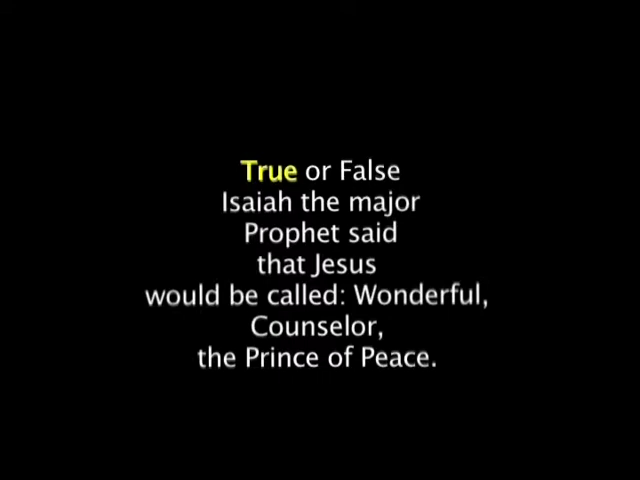 True or False
Isaiah the major
Prophet said
that Jesus
would be called: Wonderful,
Counselor,
the Prince of Peace.